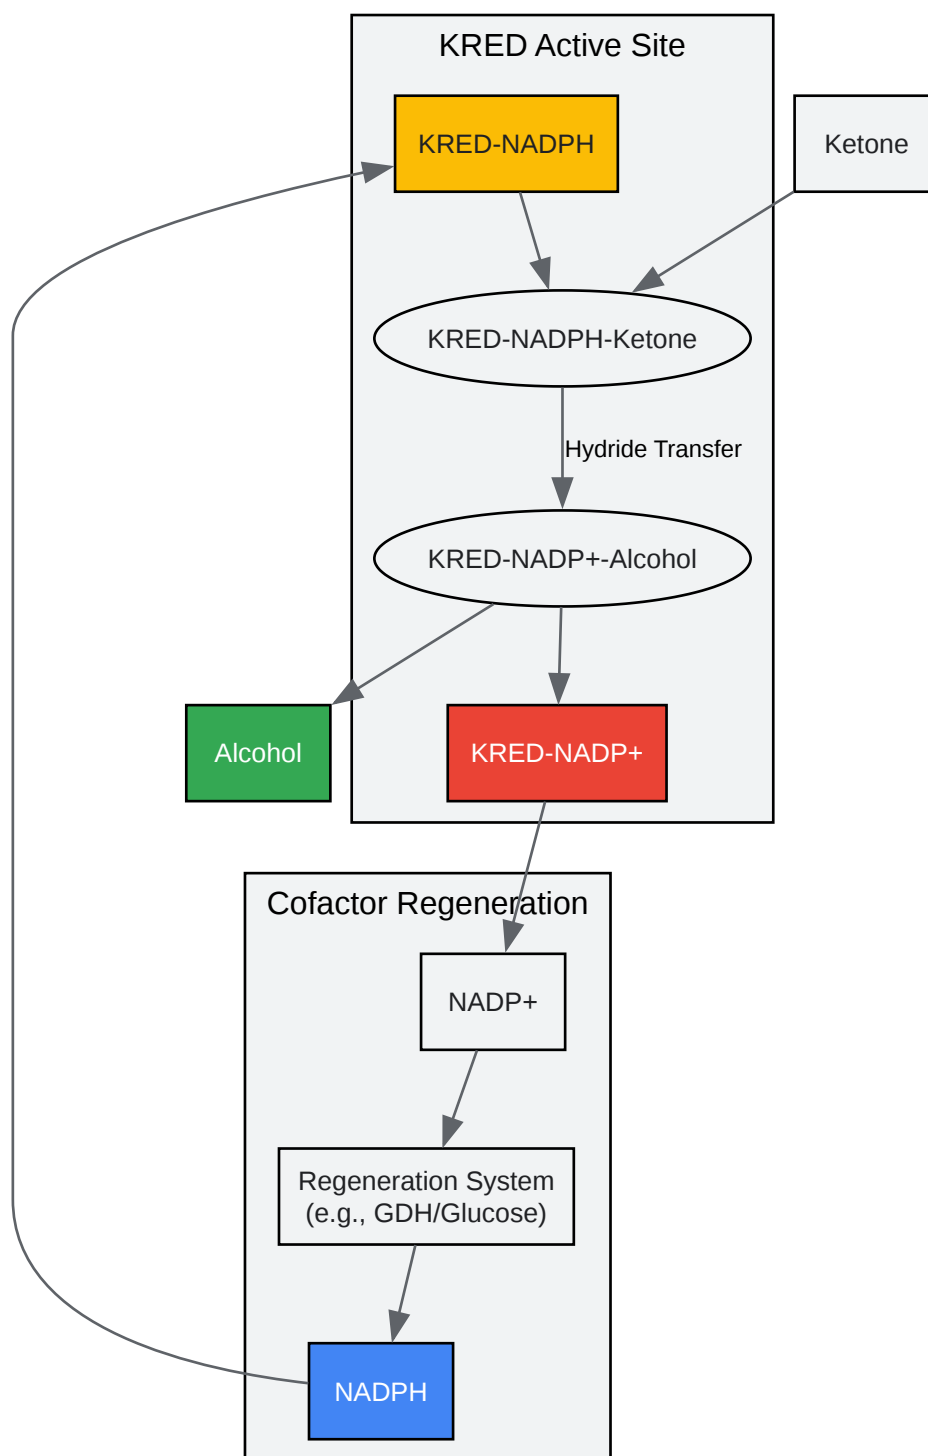 KRED Active Site
KRED-NADPH
Ketone
KRED-NADPH-Ketone
Hydride Transfer
KRED-NADP+-Alcohol
Alcohol
KRED-NADP+
Cofactor Regeneration
NADP+
Regeneration System
(e.g., GDH/Glucose)
NADPH